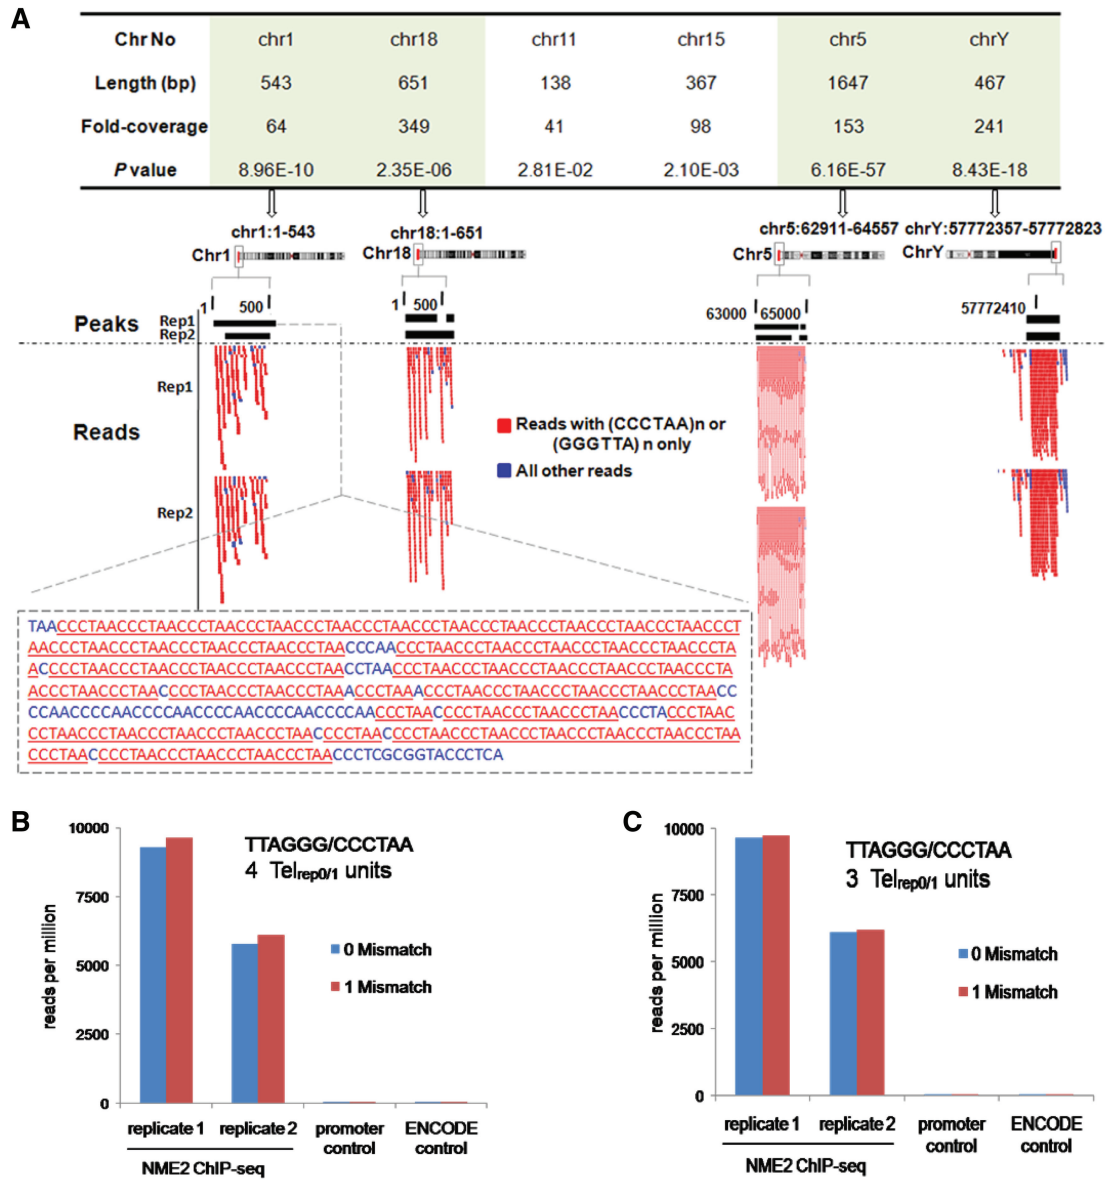 A
Chr No chr1 chr18 chr11 chr15 chr5 chrY
Length (bp) 543 651 138 367 1647 467
Fold-coverage 64 349 41 98 153 241
P value 8.96E-10 2.35E-06 2.81E-02 2.10E-03 6.16E-57 8.43E-18
chr1:1-543 chr18:1-651 chr5:62911-64557 chrY:57772357-57772823
Chr1 Chr18 Chr5 ChrY
1 500 1 500 63000 65000 57772410
Peaks Rep1
Rep2
Rep1
Reads
Rep2
Reads with (CCCTAA)n or
(GGGTTA) n only
All other reads
TAACCCTAACCCTAACCCTAACCCTAACCCTAACCCTAACCCTAACCCTAACCCTAACCCTAACCCTAACCCT
AACCCTAACCCTAACCCTAACCCTAACCCTAACCCAACCCTAACCCTAACCCTAACCCTAACCCTAACCCTA
ACCCCTAACCCTAACCCTAACCCTAACCCTAACCTAACCCTAACCCTAACCCTAACCCTAACCCTAACCCTA
ACCCTAACCCTAACCCCTAACCCTAACCCTAAACCCTAAACCCTAACCCTAACCCTAACCCTAACCCTAACC
CCAACCCCAACCCCAACCCCAACCCCAACCCCAACCCTAACCCCTAACCCTAACCCTAACCCTACCCTAAC
CCTAACCCTAACCCTAACCCTAACCCTAACCCCTAACCCCTAACCCTAACCCTAACCCTAACCCTAACCCTAA
CCCTAACCCCTAACCCTAACCCTAACCCTAACCCTCGCGGTACCCTCA
B
TTAGGG/CCCTAA
4 Telrep0/1 units
reads per million
10000
7500
5000
2500
0
0 Mismatch
1 Mismatch
replicate 1 replicate 2 promoter control ENCODE control
NME2 ChIP-seq
C
TTAGGG/CCCTAA
3 Telrep0/1 units
reads per million
10000
7500
5000
2500
0
0 Mismatch
1 Mismatch
replicate 1 replicate 2 promoter control ENCODE control
NME2 ChIP-seq